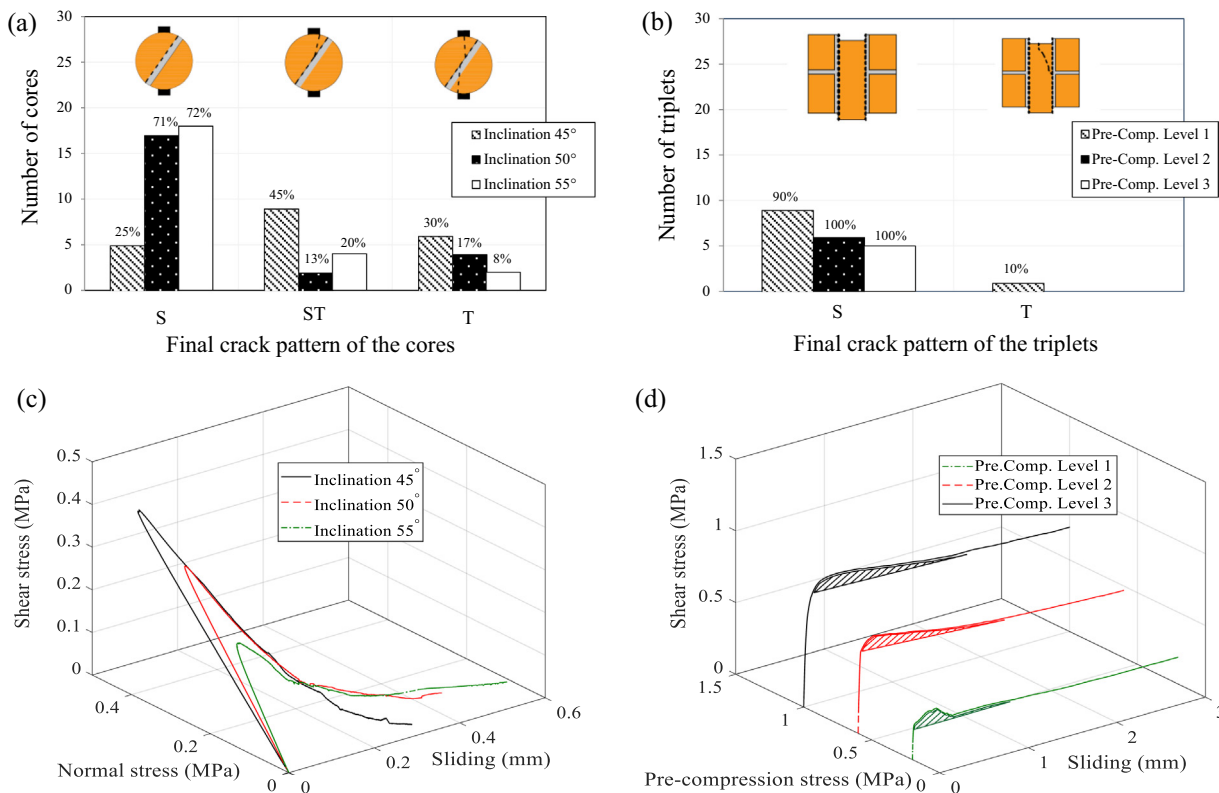 (a)
Number of cores
30
25
20
15
10
5
0
25%
71%
72%
45%
13%
20%
30%
17%
8%
Inclination 45°
Inclination 50°
Inclination 55°
S
ST
T
Final crack pattern of the cores
(b)
Number of triplets
30
25
20
15
10
5
0
90%
100%
100%
10%
Pre-Comp. Level 1
Pre-Comp. Level 2
Pre-Comp. Level 3
S
T
Final crack pattern of the triplets
(c)
Shear stress (MPa)
0.5
0.4
0.3
0.2
0.1
0
Inclination 45°
Inclination 50°
Inclination 55°
0.4
0.2
0
Normal stress (MPa)
0
0.2
0.4
0.6
Sliding (mm)
(d)
Shear stress (MPa)
1.5
1
0.5
0
Pre.Comp. Level 1
Pre.Comp. Level 2
Pre.Comp. Level 3
1.5
1
0.5
0
Pre-compression stress (MPa)
0
1
2
3
Sliding (mm)